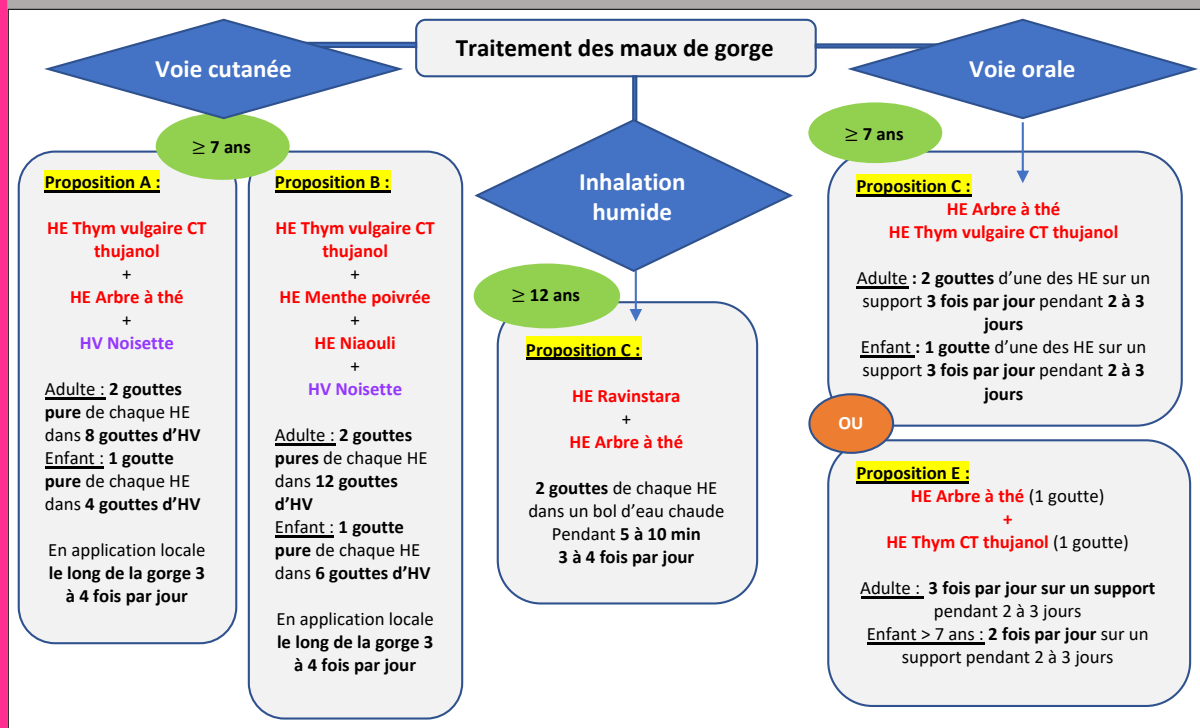 Traitement des maux de gorge
Voie cutanée
≥ 7 ans
Proposition A :
HE Thym vulgaire CT
thujanol
+
HE Arbre à thé
+
HV Noisette
Adulte : 2 gouttes
pure de chaque HE
dans 8 gouttes d’HV
Enfant : 1 goutte
pure de chaque HE
dans 4 gouttes d’HV
En application locale
le long de la gorge 3
à 4 fois par jour
Proposition B :
HE Thym vulgaire CT
thujanol
+
HE Menthe poivrée
+
HE Niaouli
+
HV Noisette
Adulte : 2 gouttes
pures de chaque HE
dans 12 gouttes
d’HV
Enfant : 1 goutte
pure de chaque HE
dans 6 gouttes d’HV
En application locale
le long de la gorge 3
à 4 fois par jour
Inhalation
humide
≥ 12 ans
Proposition C :
HE Ravinstara
+
HE Arbre à thé
2 gouttes de chaque HE
dans un bol d’eau chaude
Pendant 5 à 10 min
3 à 4 fois par jour
Voie orale
≥ 7 ans
Proposition C :
HE Arbre à thé
HE Thym vulgaire CT thujanol
Adulte : 2 gouttes d’une des HE sur un
support 3 fois par jour pendant 2 à 3
jours
Enfant : 1 goutte d’une des HE sur un
support 3 fois par jour pendant 2 à 3
jours
OU
Proposition E :
HE Arbre à thé (1 goutte)
+
HE Thym CT thujanol (1 goutte)
Adulte : 3 fois par jour sur un support
pendant 2 à 3 jours
Enfant > 7 ans : 2 fois par jour sur un
support pendant 2 à 3 jours